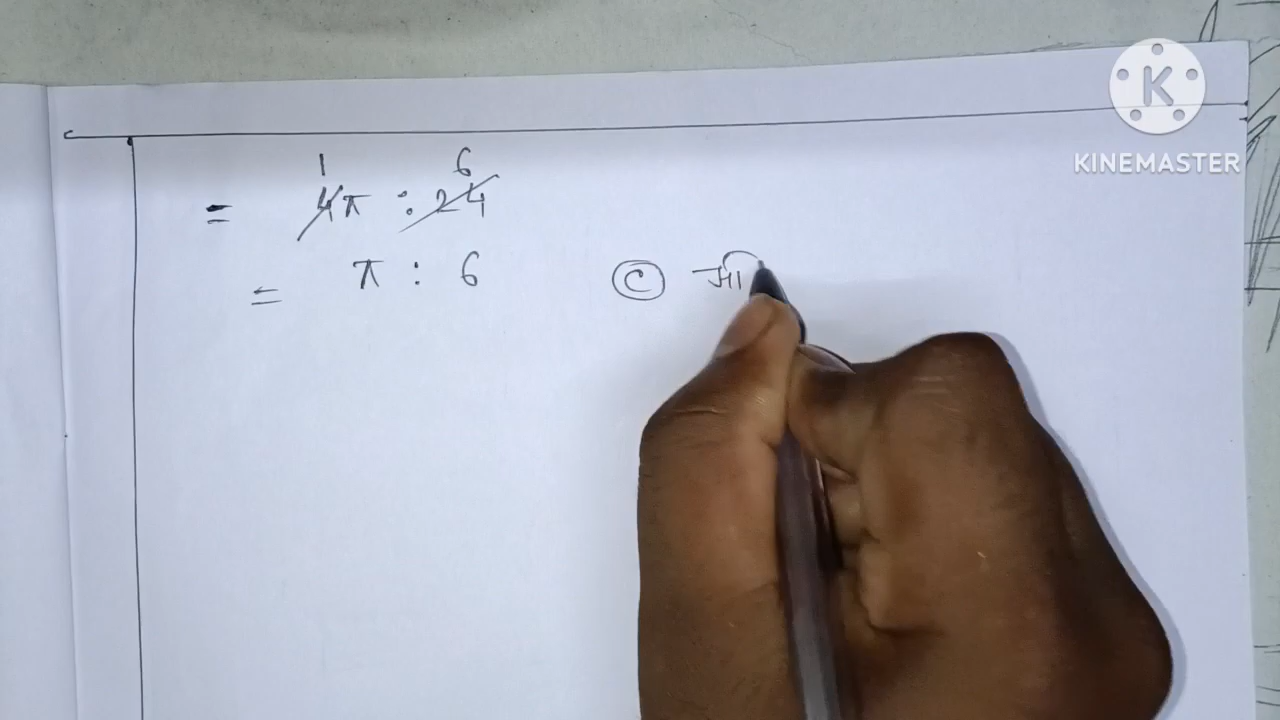 1 6
= 4π : 24
= π : 6 Ⓒ
KINEMASTER